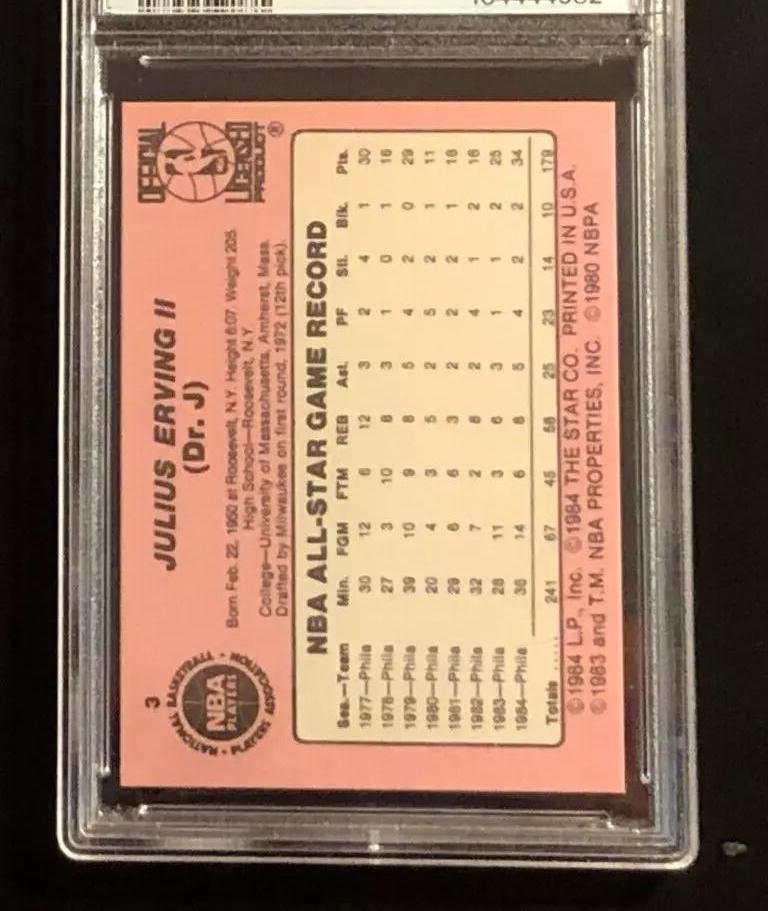 3
NATIONAL BASKETBALL
NBA
PLAYERS
PLAYERS ASSOCIATION
OFFICIAL
LICENSED
PRODUCT
®
JULIUS ERVING II
(Dr. J)
Born Feb. 22, 1950 at Roosevelt, N.Y. Height 6:07. Weight 205.
High School—Roosevelt, N.Y.
College—University of Massachusetts, Amherst, Mass.
Drafted by Milwaukee on first round, 1972 (12th pick).
NBA ALL-STAR GAME RECORD
Sea.—Team Min. FGM FTM REB Ast. PF Stl. Blk. Pts.
1977—Phila 30 12 6 12 3 2 4 1 30
1978—Phila 27 3 10 8 3 1 0 1 16
1979—Phila 39 10 9 8 5 4 2 0 29
1980—Phila 20 4 3 5 2 5 2 1 11
1981—Phila 29 6 6 3 2 2 2 1 18
1982—Phila 32 7 2 8 2 4 1 2 16
1983—Phila 28 11 3 6 3 1 1 2 25
1984—Phila 36 14 6 8 5 4 2 2 34
Totals ..... 241 67 45 58 25 23 14 10 179
©1984 L.P., Inc. ©1984 THE STAR CO. PRINTED IN U.S.A.
©1983 and T.M. NBA PROPERTIES, INC. ©1980 NBPA